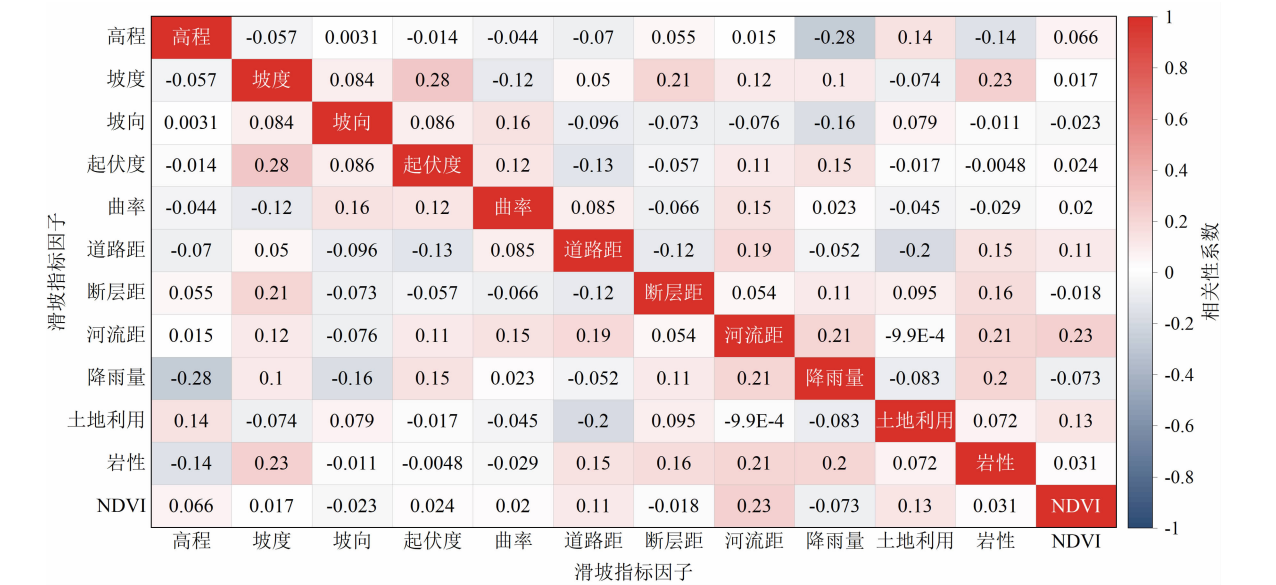 高程 高程 -0.057 0.0031 -0.014 -0.044 -0.07 0.055 0.015 -0.28 0.14 -0.14 0.066
坡度 -0.057 坡度 0.084 0.28 -0.12 0.05 0.21 0.12 0.1 -0.074 0.23 0.017
坡向 0.0031 0.084 坡向 0.086 0.16 -0.096 -0.073 -0.076 -0.16 0.079 -0.011 -0.023
起伏度 -0.014 0.28 0.086 起伏度 0.12 -0.13 -0.057 0.11 0.15 -0.017 -0.0048 0.024
曲率 -0.044 -0.12 0.16 0.12 曲率 0.085 -0.066 0.15 0.023 -0.045 -0.029 0.02
道路距 -0.07 0.05 -0.096 -0.13 0.085 道路距 -0.12 0.19 -0.052 -0.2 0.15 0.11
断层距 0.055 0.21 -0.073 -0.057 -0.066 -0.12 断层距 0.054 0.11 0.095 0.16 -0.018
河流距 0.015 0.12 -0.076 0.11 0.15 0.19 0.054 河流距 0.21 -9.9E-4 0.21 0.23
降雨量 -0.28 0.1 -0.16 0.15 0.023 -0.052 0.11 0.21 降雨量 -0.083 0.2 -0.073
土地利用 0.14 -0.074 0.079 -0.017 -0.045 -0.2 0.095 -9.9E-4 -0.083 土地利用 0.072 0.13
岩性 -0.14 0.23 -0.011 -0.0048 -0.029 0.15 0.16 0.21 0.2 0.072 岩性 0.031
NDVI 0.066 0.017 -0.023 0.024 0.02 0.11 -0.018 0.23 -0.073 0.13 0.031 NDVI
高程 坡度 坡向 起伏度 曲率 道路距 断层距 河流距 降雨量 土地利用 岩性 NDVI
滑坡指标因子
滑坡指标因子
1
0.8
0.6
0.4
0.2
0
-0.2
-0.4
-0.6
-0.8
-1
相关性系数